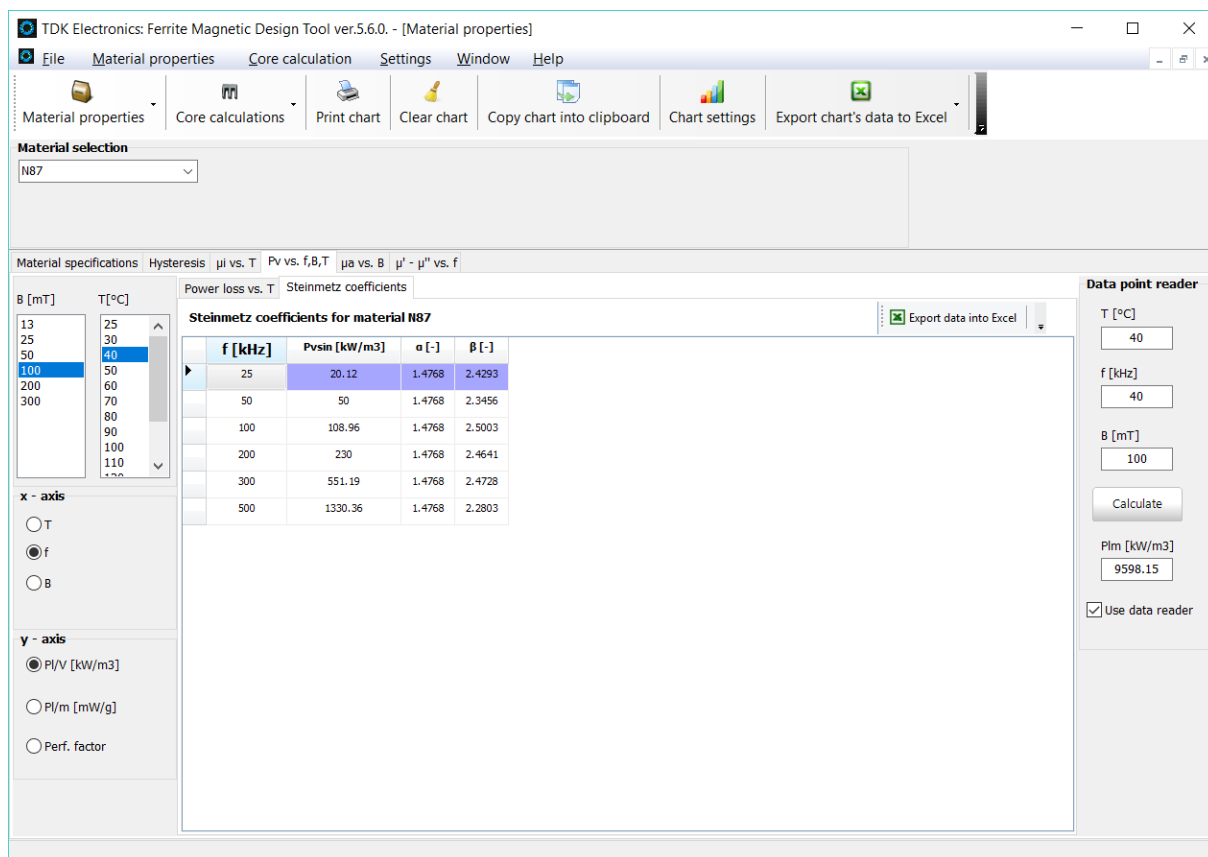 TDK Electronics: Ferrite Magnetic Design Tool ver.5.6.0. - [Material properties]
File Material properties Core calculation Settings Window Help
Material properties Core calculations Print chart Clear chart Copy chart into clipboard Chart settings Export chart's data to Excel
Material selection
N87
Material specifications Hysteresis µi vs. T Pv vs. f,B,T µa vs. B µ' - µ'' vs. f
B [mT] T[ºC]
13
25
50
100
200
300
25
30
40
50
60
70
80
90
100
110
120
x - axis
T
f
B
y - axis
Pl/V [kW/m3]
Pl/m [mW/g]
Perf. factor
Power loss vs. T Steinmetz coefficients
Steinmetz coefficients for material N87 Export data into Excel
f [kHz] Pvsin [kW/m3] α [-] β [-]
25 20.12 1.4768 2.4293
50 50 1.4768 2.3456
100 108.96 1.4768 2.5003
200 230 1.4768 2.4641
300 551.19 1.4768 2.4728
500 1330.36 1.4768 2.2803
Data point reader
T [ºC]
40
f [kHz]
40
B [mT]
100
Calculate
Plm [kW/m3]
9598.15
Use data reader